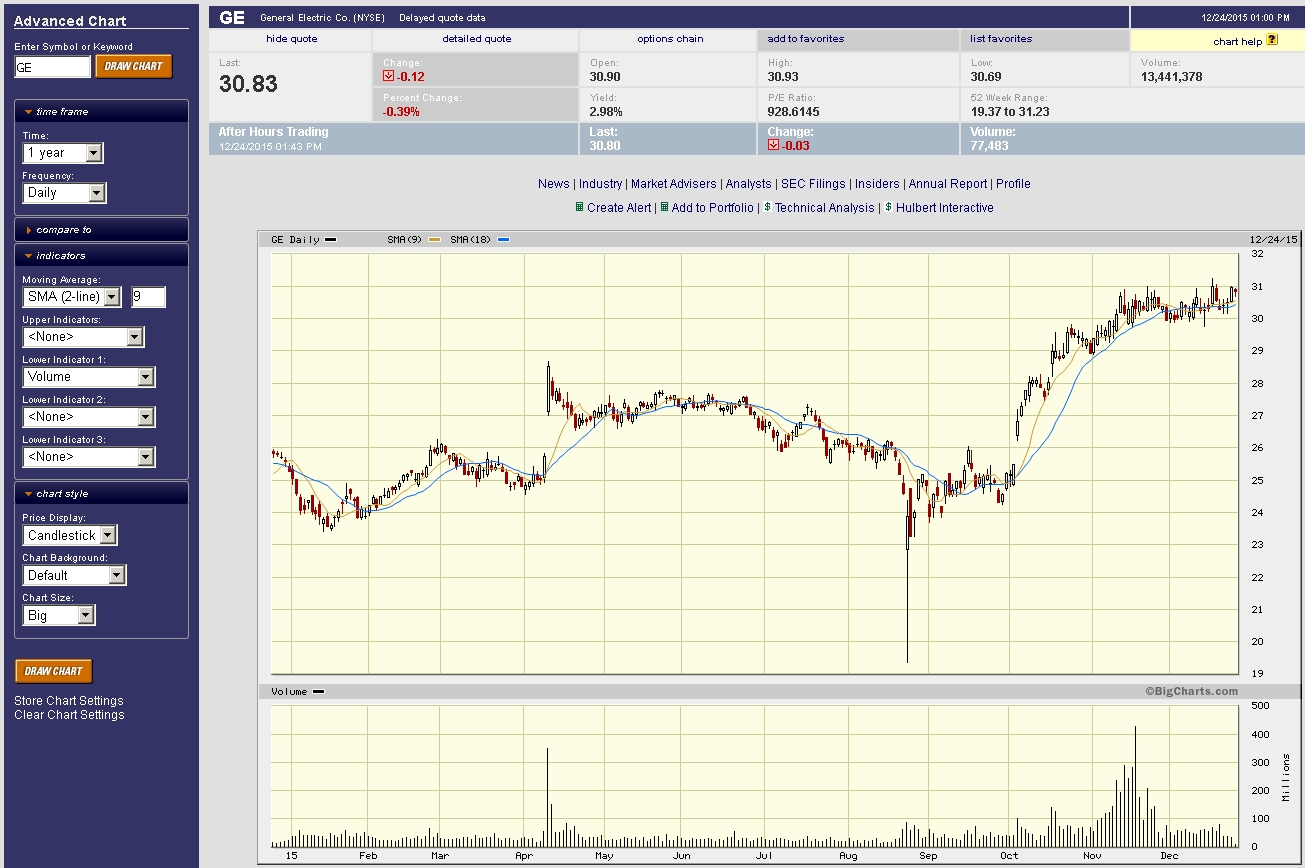 Advanced Chart
Enter Symbol or Keyword
GE DRAW CHART
time frame
Time:
1 year
Frequency:
Daily
compare to
indicators
Moving Average:
SMA (2-line) 9
Upper Indicators:
<None>
Lower Indicator 1:
Volume
Lower Indicator 2:
<None>
Lower Indicator 3:
<None>
chart style
Price Display:
Candlestick
Chart Background:
Default
Chart Size:
Big
DRAW CHART
Store Chart Settings
Clear Chart Settings
GE General Electric Co. (NYSE) Delayed quote data 12/24/2015 01:00 PM
hide quote detailed quote options chain add to favorites list favorites chart help ?
Last: Change: Open: High: Low: Volume:
30.83 -0.12 30.90 30.93 30.69 13,441,378
Percent Change: Yield: P/E Ratio: 52 Week Range:
-0.39% 2.98% 928.6145 19.37 to 31.23
After Hours Trading Last: Change: Volume:
12/24/2015 01:43 PM 30.80 -0.03 77,483
News | Industry | Market Advisers | Analysts | SEC Filings | Insiders | Annual Report | Profile
Create Alert | Add to Portfolio | $ Technical Analysis | $ Hulbert Interactive
GE Daily SMA(9) SMA(18) 12/24/15
32
31
30
29
28
27
26
25
24
23
22
21
20
19
Volume ©BigCharts.com
500
400
300
200
100
0
Millions
15 Feb Mar Apr May Jun Jul Aug Sep Oct Nov Dec